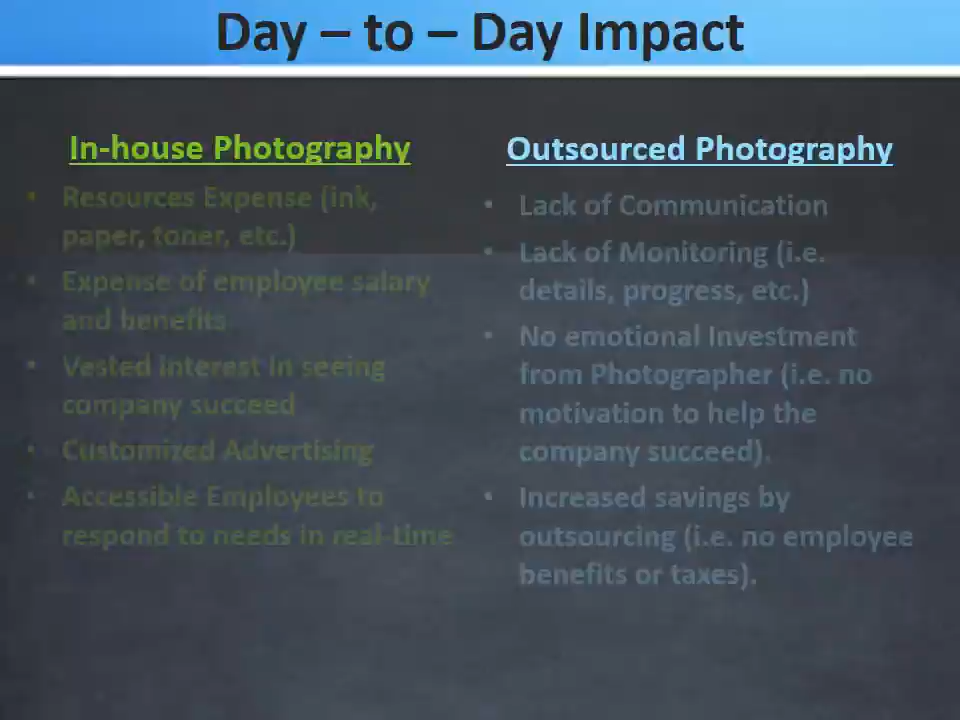 Day – to – Day Impact
In-house Photography
• Resources Expense (ink,
paper, toner, etc.)
• Expense of employee salary
and benefits
• Vested interest in seeing
company succeed
• Customized Advertising
• Accessible Employees to
respond to needs in real-time
Outsourced Photography
• Lack of Communication
• Lack of Monitoring (i.e.
details, progress, etc.)
• No emotional Investment
from Photographer (i.e. no
motivation to help the
company succeed).
• Increased savings by
outsourcing (i.e. no employee
benefits or taxes).